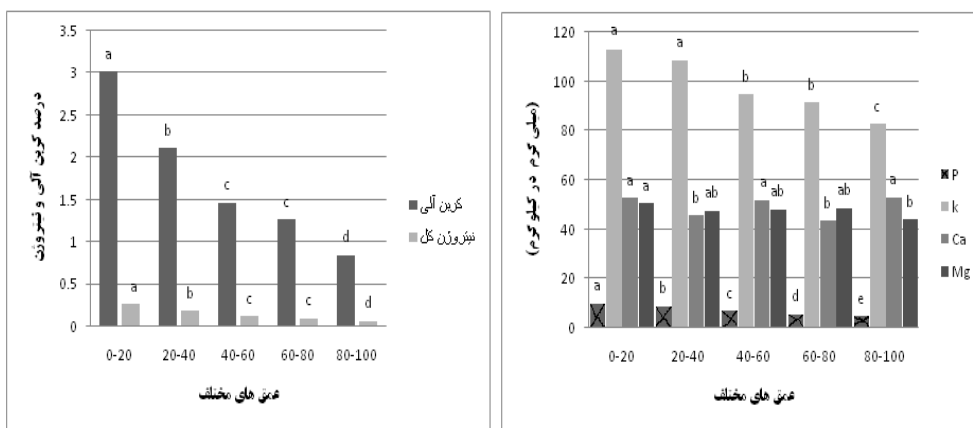 درصد کربن آلی و نیتروژن
3.5
3
2.5
2
1.5
1
0.5
0
a
b
c
c
d
a
b
c
c
d
0-20 20-40 40-60 60-80 80-100
عمق های مختلف
کربن آلی
نیتروژن کل
(میلی گرم در کیلوگرم)
120
100
80
60
40
20
0
a a b b c
a a b ab a ab b ab a b
a b c d e
0-20 20-40 40-60 60-80 80-100
عمق های مختلف
P
k
Ca
Mg